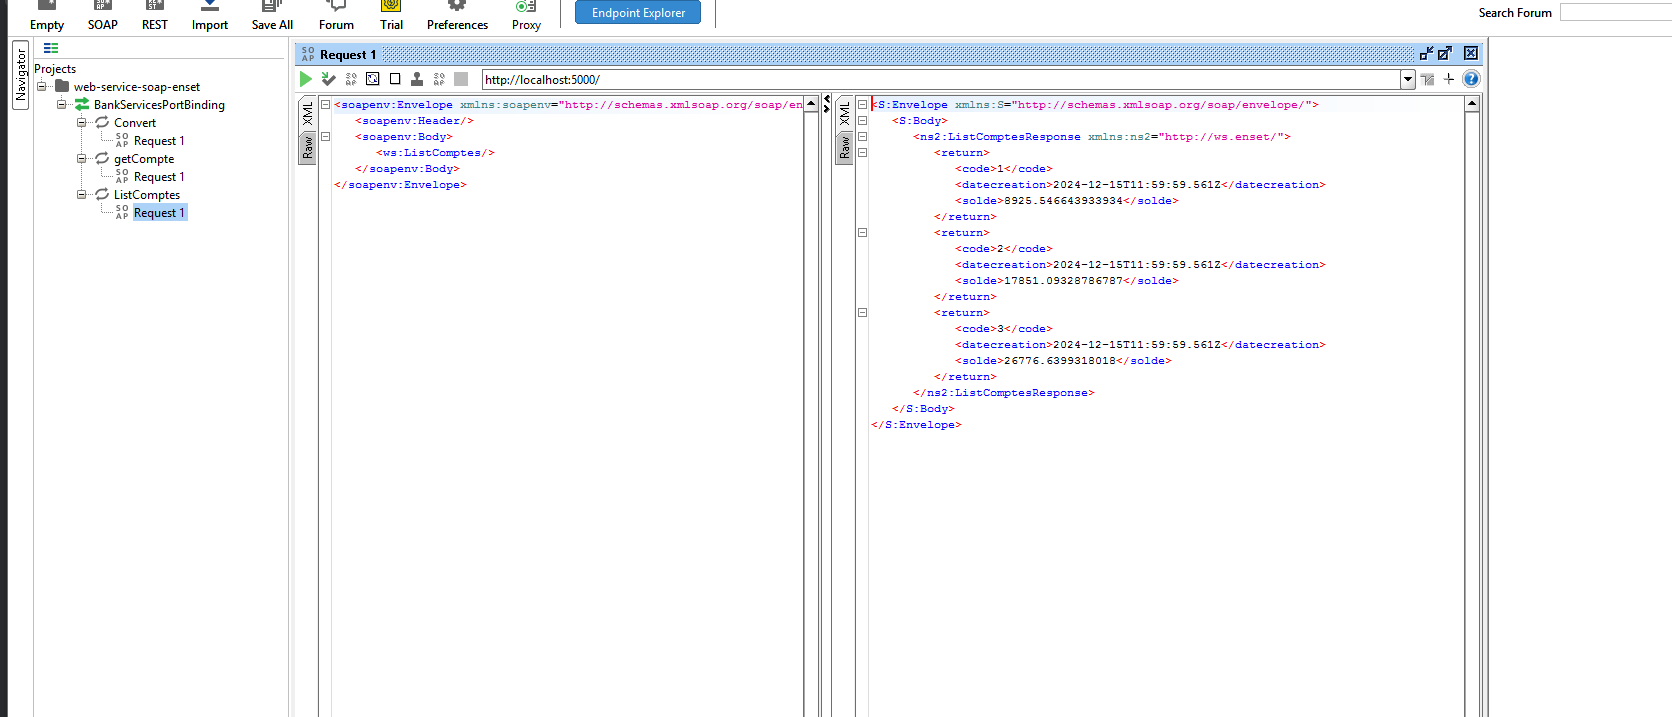 Empty SOAP REST Import Save All Forum Trial Preferences Proxy Endpoint Explorer Search Forum
Navigator
Projects
web-service-soap-enset
BankServicesPortBinding
Convert
SOAP Request 1
getCompte
SOAP Request 1
ListComptes
SOAP Request 1
SOAP Request 1
http://localhost:5000/
XML
Raw
<soapenv:Envelope xmlns:soapenv="http://schemas.xmlsoap.org/soap/en
<soapenv:Header/>
<soapenv:Body>
<ws:ListComptes/>
</soapenv:Body>
</soapenv:Envelope>
XML
Raw
<S:Envelope xmlns:S="http://schemas.xmlsoap.org/soap/envelope/">
<S:Body>
<ns2:ListComptesResponse xmlns:ns2="http://ws.enset/">
<return>
<code>1</code>
<datecreation>2024-12-15T11:59:59.561Z</datecreation>
<solde>8925.546643933934</solde>
</return>
<return>
<code>2</code>
<datecreation>2024-12-15T11:59:59.561Z</datecreation>
<solde>17851.09328786787</solde>
</return>
<return>
<code>3</code>
<datecreation>2024-12-15T11:59:59.561Z</datecreation>
<solde>26776.6399318018</solde>
</return>
</ns2:ListComptesResponse>
</S:Body>
</S:Envelope>